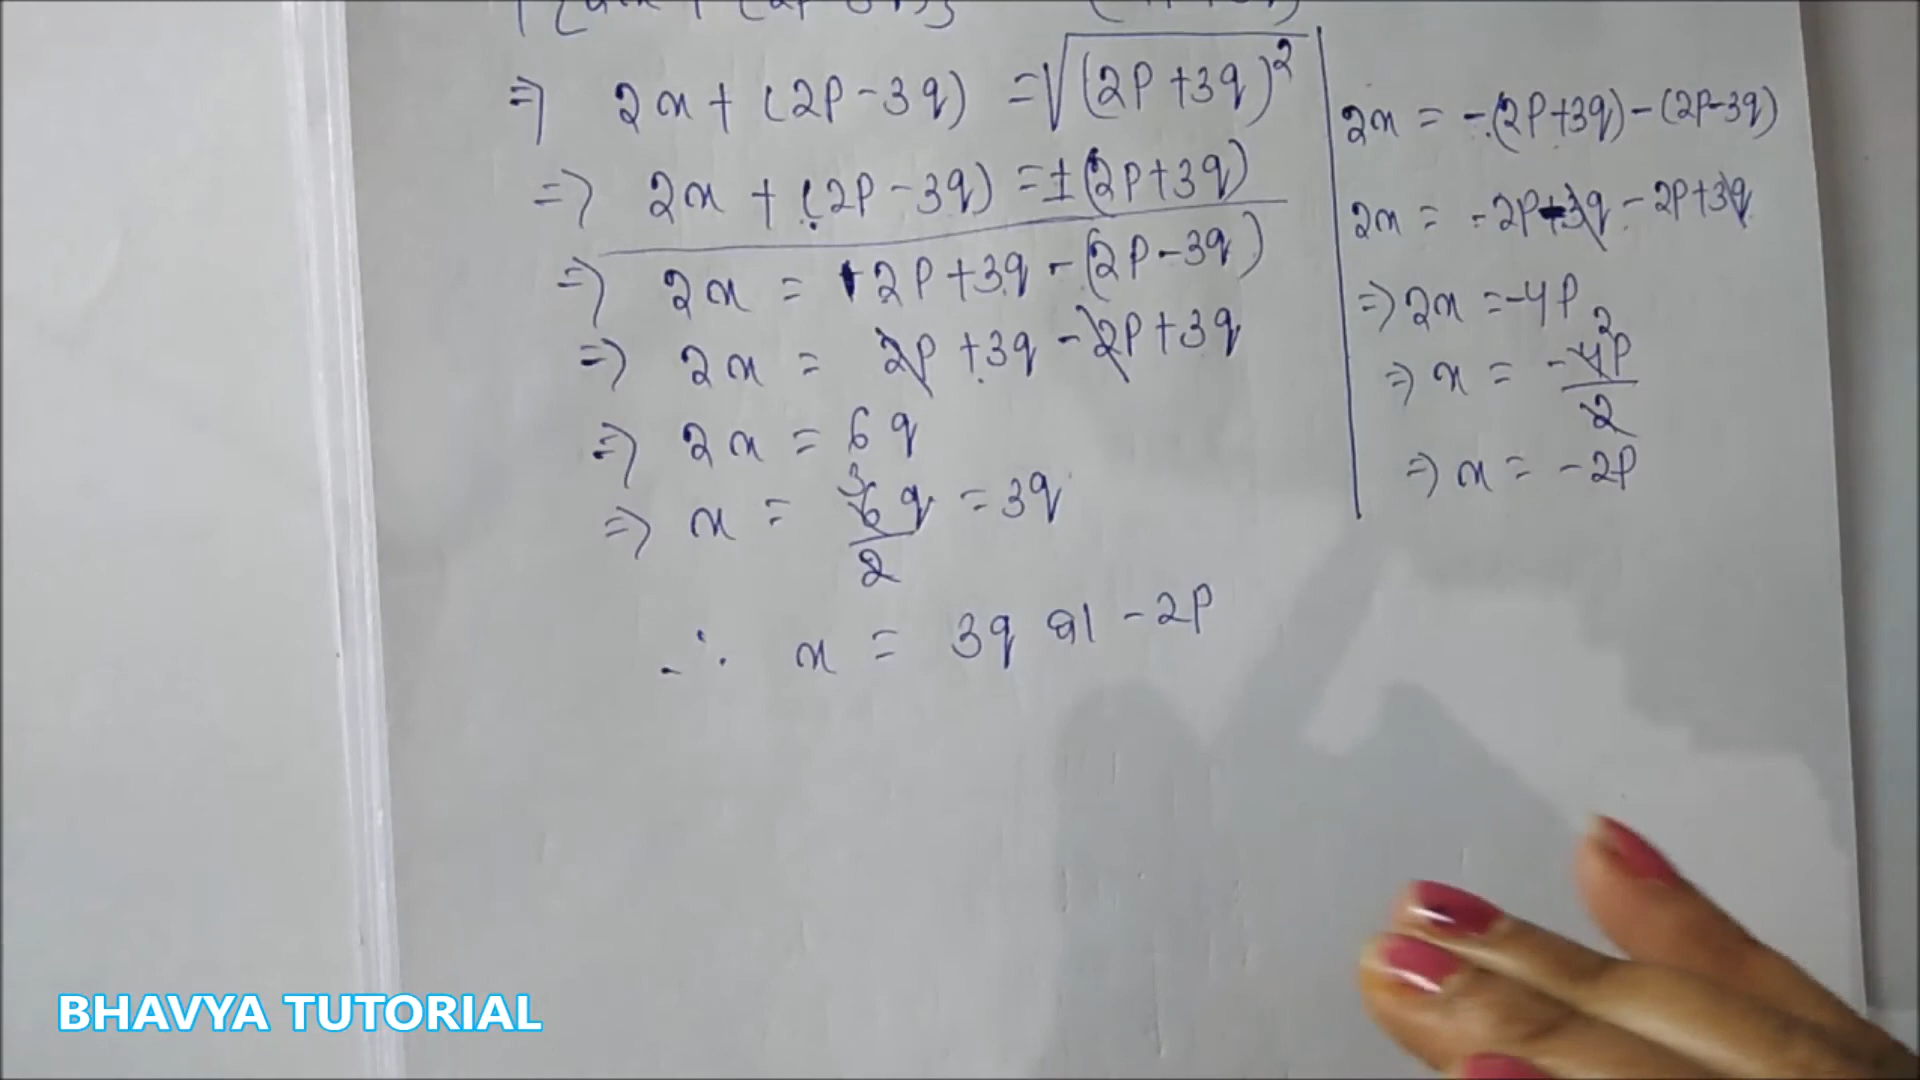 ⇒ 2x + (2p - 3q) = √(2p + 3q)²
⇒ 2x + (2p - 3q) = ±(2p + 3q)
⇒ 2x = +2p + 3q - (2p - 3q)
⇒ 2x = 2p + 3q - 2p + 3q
⇒ 2x = 6q
⇒ x = 6q/2 3 = 3q
∴ x = 3q या -2p
2x = -(2p+3q) - (2p-3q)
2x = -2p-3q - 2p+3q
⇒ 2x = -4p
⇒ x = -4p/2 2
⇒ x = -2p
BHAVYA TUTORIAL